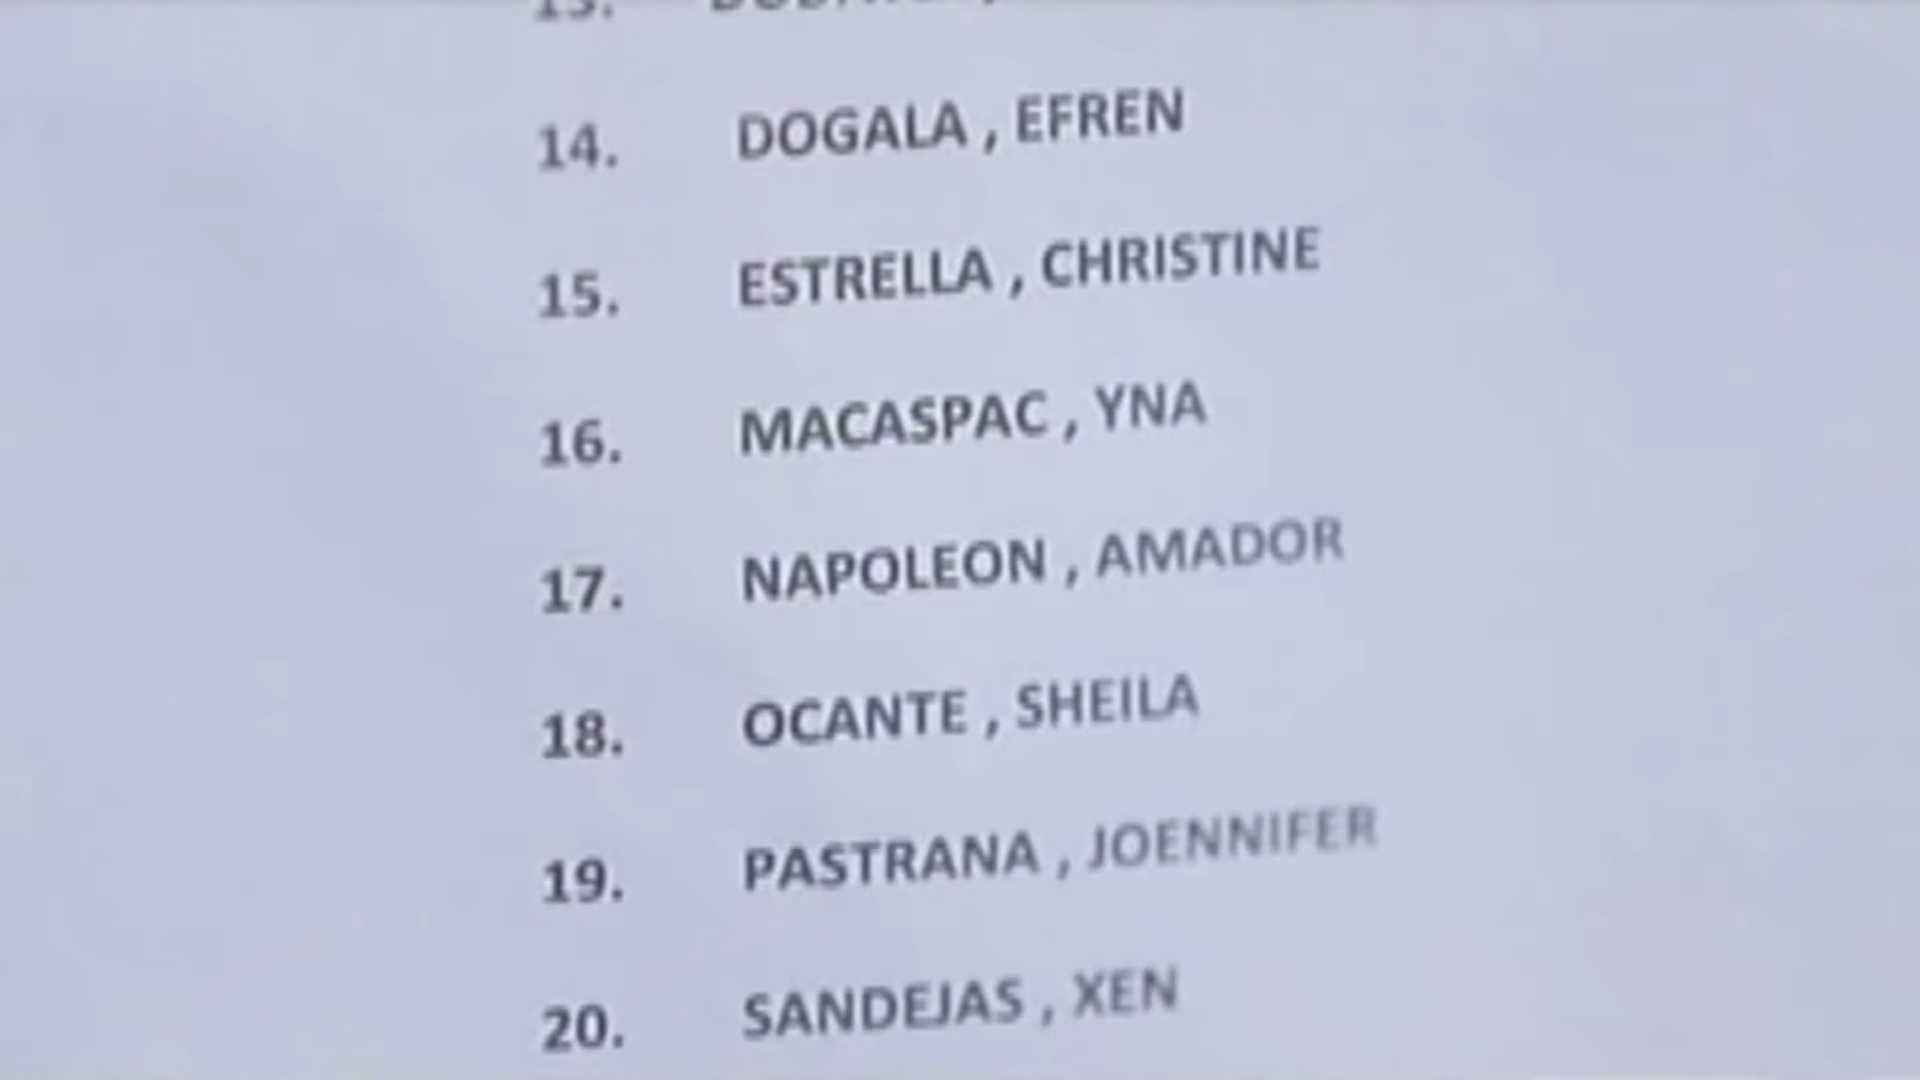 14. DOGALA , EFREN
15. ESTRELLA , CHRISTINE
16. MACASPAC , YNA
17. NAPOLEON , AMADOR
18. OCANTE , SHEILA
19. PASTRANA , JOENNIFER
20. SANDEJAS , XEN